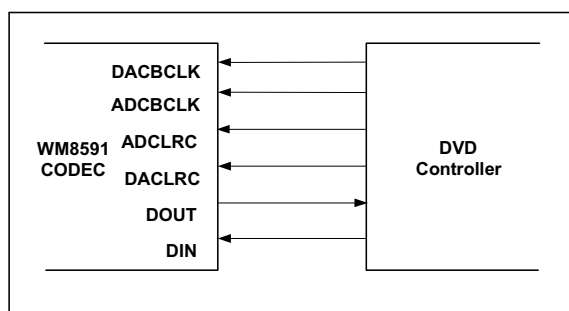 DACBCLK
ADCBCLK
ADCLRC
WM8591
CODEC
DACLRC
DOUT
DIN
DVD
Controller